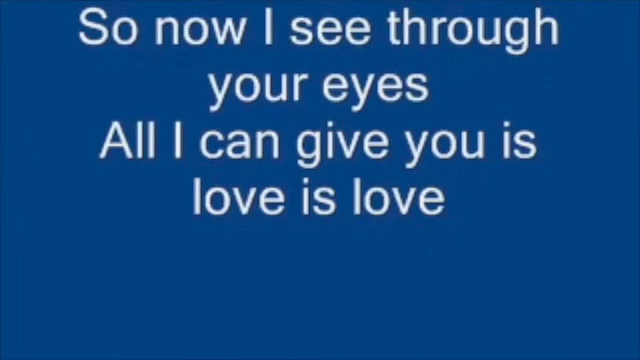 So now I see through
your eyes
All I can give you is
love is love